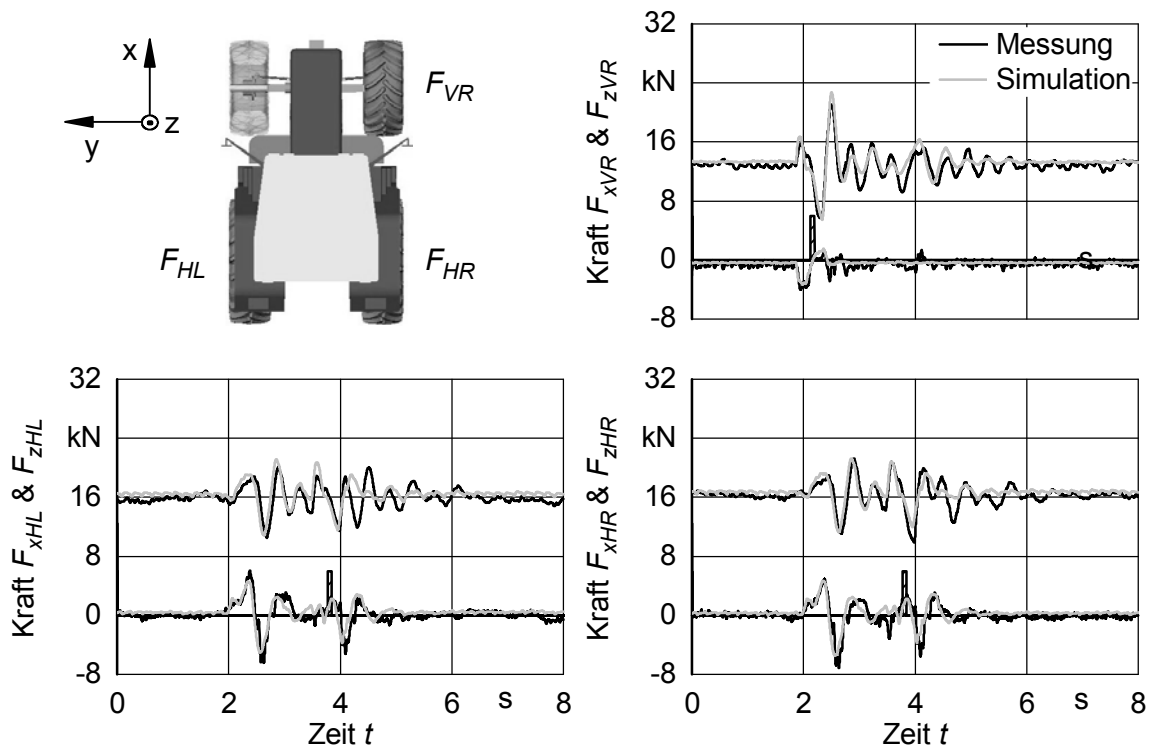 x
y
z
F_VR
F_HL
F_HR
Kraft F_xVR & F_zVR
32
kN
16
8
0
-8
Messung
Simulation
s
Kraft F_xHL & F_zHL
32
kN
16
8
0
-8
0
2
4
s
8
Zeit t
Kraft F_xHR & F_zHR
32
kN
16
8
0
-8
0
2
4
6
s
8
Zeit t